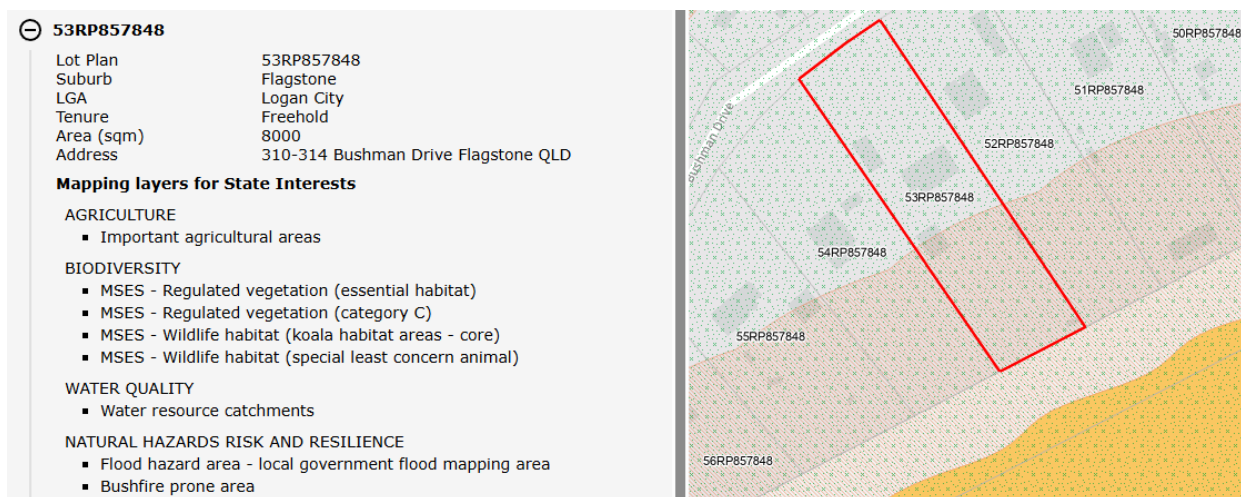 53RP857848
Lot Plan 53RP857848
Suburb Flagstone
LGA Logan City
Tenure Freehold
Area (sqm) 8000
Address 310-314 Bushman Drive Flagstone QLD
Mapping layers for State Interests
AGRICULTURE
Important agricultural areas
BIODIVERSITY
MSES - Regulated vegetation (essential habitat)
MSES - Regulated vegetation (category C)
MSES - Wildlife habitat (koala habitat areas - core)
MSES - Wildlife habitat (special least concern animal)
WATER QUALITY
Water resource catchments
NATURAL HAZARDS RISK AND RESILIENCE
Flood hazard area - local government flood mapping area
Bushfire prone area
50RP857848
51RP857848
Bushman Drive
52RP857848
53RP857848
54RP857848
55RP857848
56RP857848